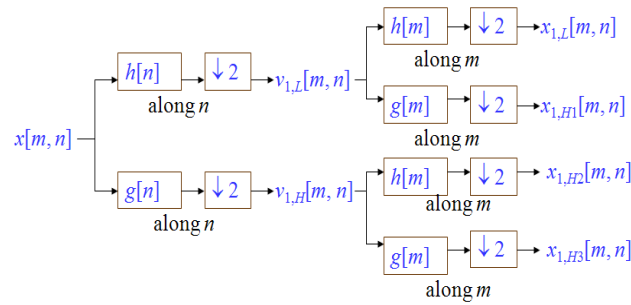 h[m] ↓2 x₁,L[m, n]
along m
h[n] ↓2 v₁,L[m, n]
along n
g[m] ↓2 x₁,H1[m, n]
along m
x[m, n]
h[m] ↓2 x₁,H2[m, n]
along m
g[n] ↓2 v₁,H[m, n]
along n
g[m] ↓2 x₁,H3[m, n]
along m